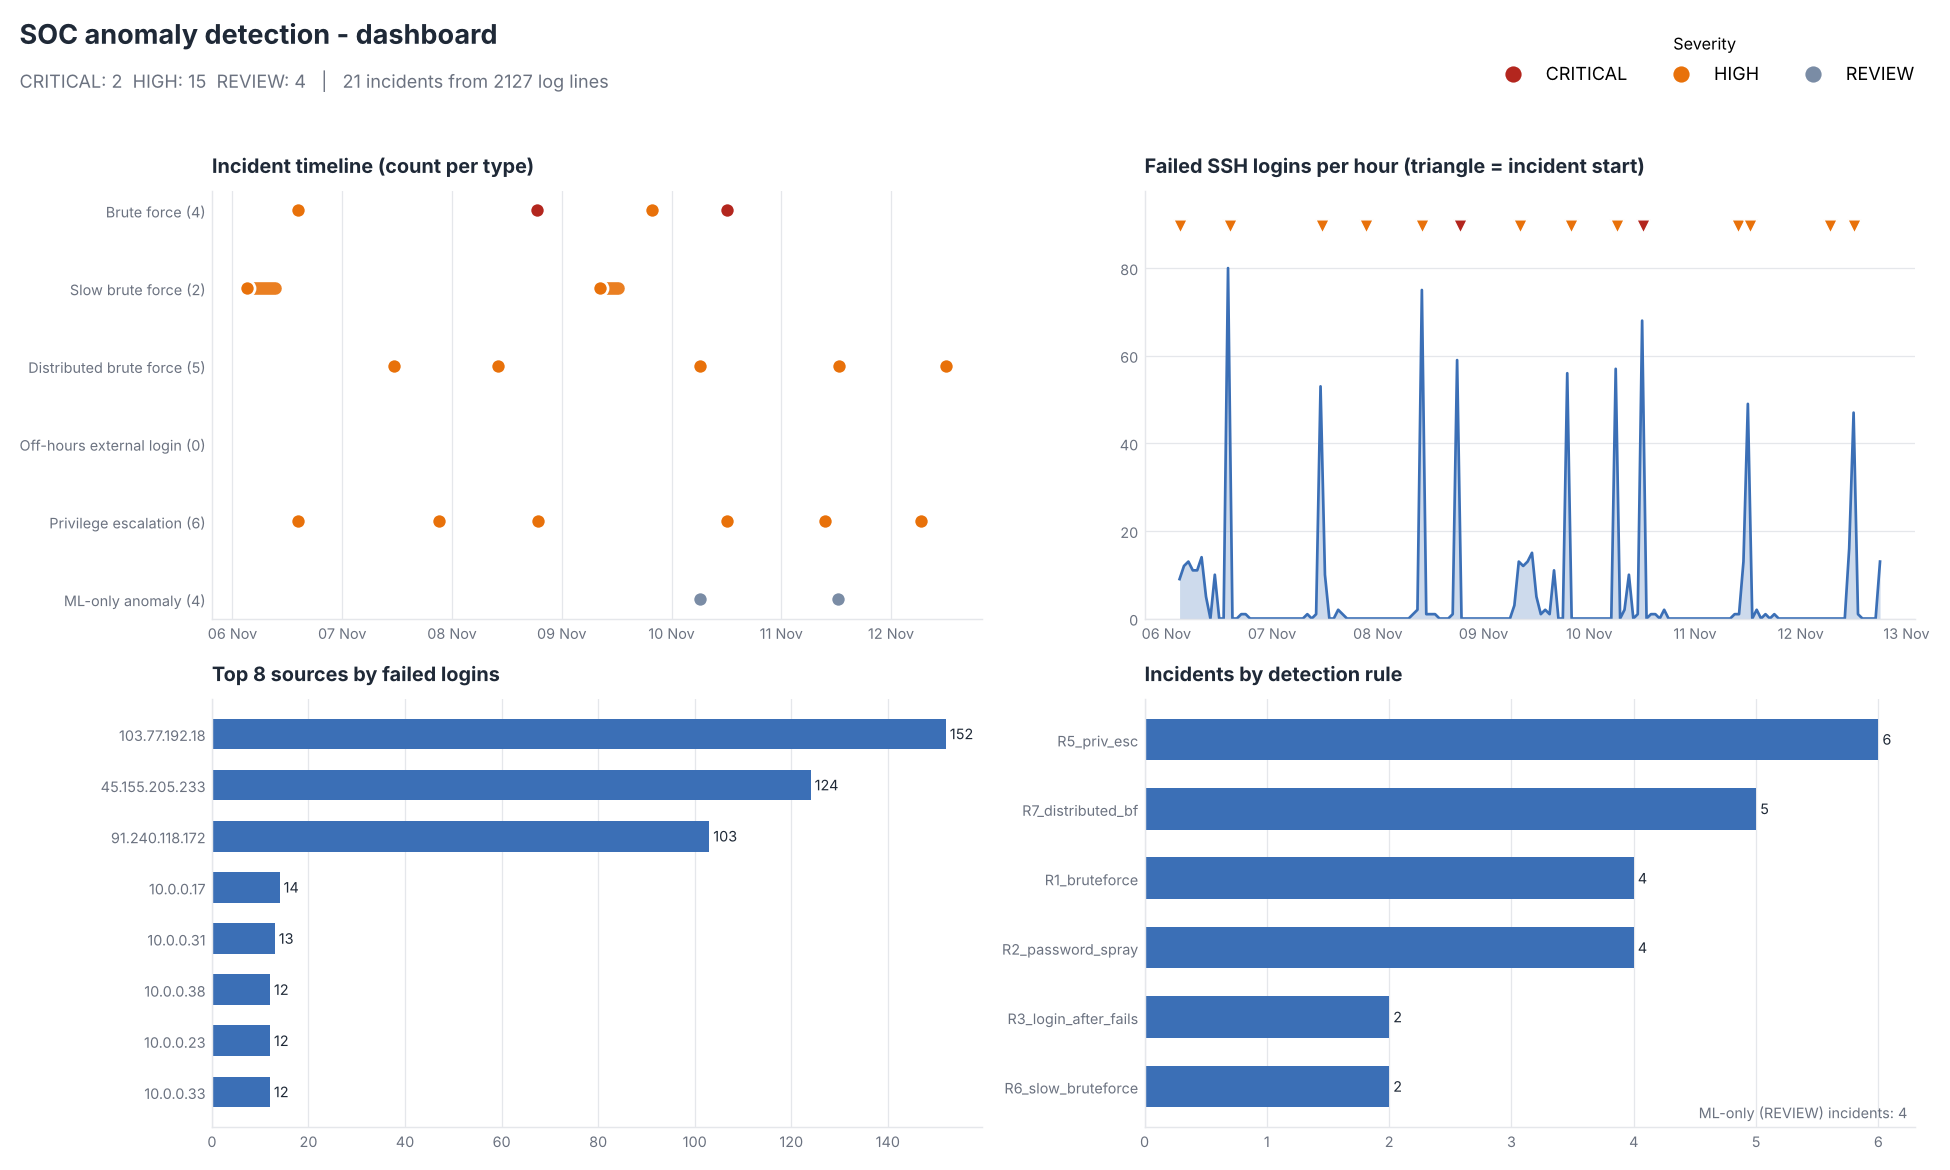 SOC anomaly detection - dashboard
CRITICAL: 2  HIGH: 15  REVIEW: 4   |   21 incidents from 2127 log lines
Severity
CRITICAL
HIGH
REVIEW
Incident timeline (count per type)
Brute force (4)
Slow brute force (2)
Distributed brute force (5)
Off-hours external login (0)
Privilege escalation (6)
ML-only anomaly (4)
06 Nov
07 Nov
08 Nov
09 Nov
10 Nov
11 Nov
12 Nov
Failed SSH logins per hour (triangle = incident start)
80
60
40
20
0
06 Nov
07 Nov
08 Nov
09 Nov
10 Nov
11 Nov
12 Nov
13 Nov
Top 8 sources by failed logins
103.77.192.18
152
45.155.205.233
124
91.240.118.172
103
10.0.0.17
14
10.0.0.31
13
10.0.0.38
12
10.0.0.23
12
10.0.0.33
12
0
20
40
60
80
100
120
140
Incidents by detection rule
R5_priv_esc
6
R7_distributed_bf
5
R1_bruteforce
4
R2_password_spray
4
R3_login_after_fails
2
R6_slow_bruteforce
2
ML-only (REVIEW) incidents: 4
0
1
2
3
4
5
6